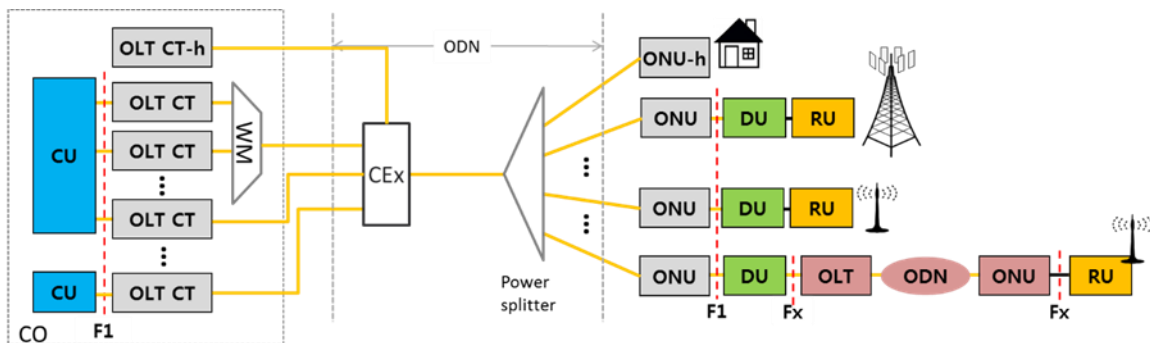 ODN
OLT CT-h
ONU-h
OLT CT
ONU
DU
RU
WM
OLT CT
CU
CEx
OLT CT
ONU
DU
RU
CU
OLT CT
Power
splitter
ONU
DU
OLT
ODN
ONU
RU
F1
F1
Fx
Fx
CO